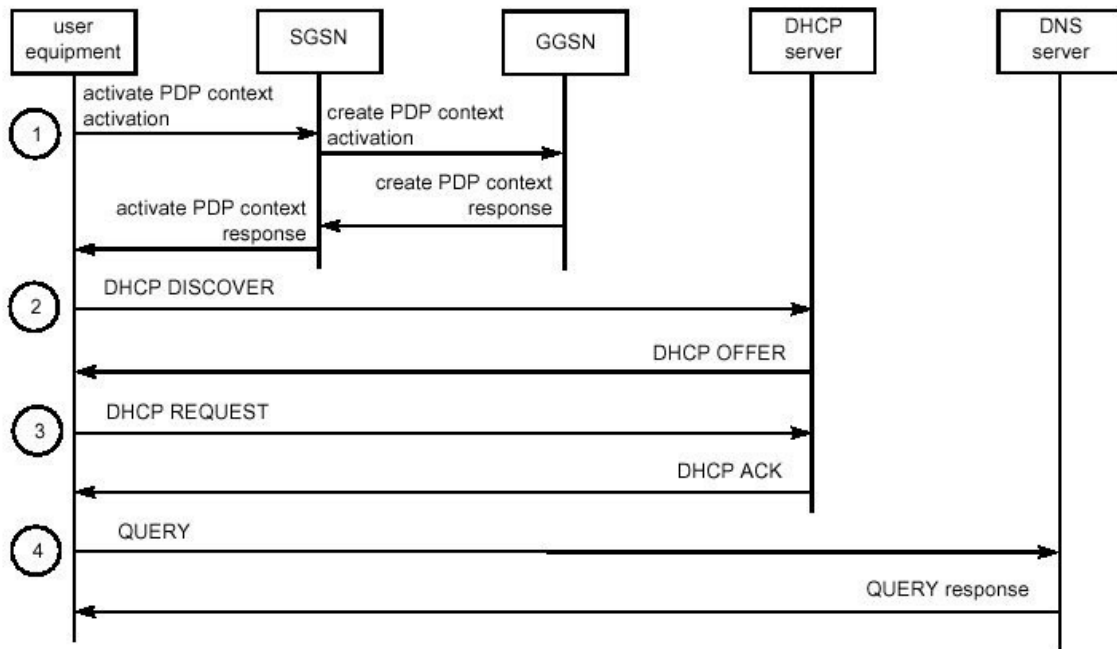 user
equipment
SGSN
GGSN
DHCP
server
DNS
server
activate PDP context
activation
1
create PDP context
activation
create PDP context
response
activate PDP context
response
2
DHCP DISCOVER
DHCP OFFER
3
DHCP REQUEST
DHCP ACK
4
QUERY
QUERY response